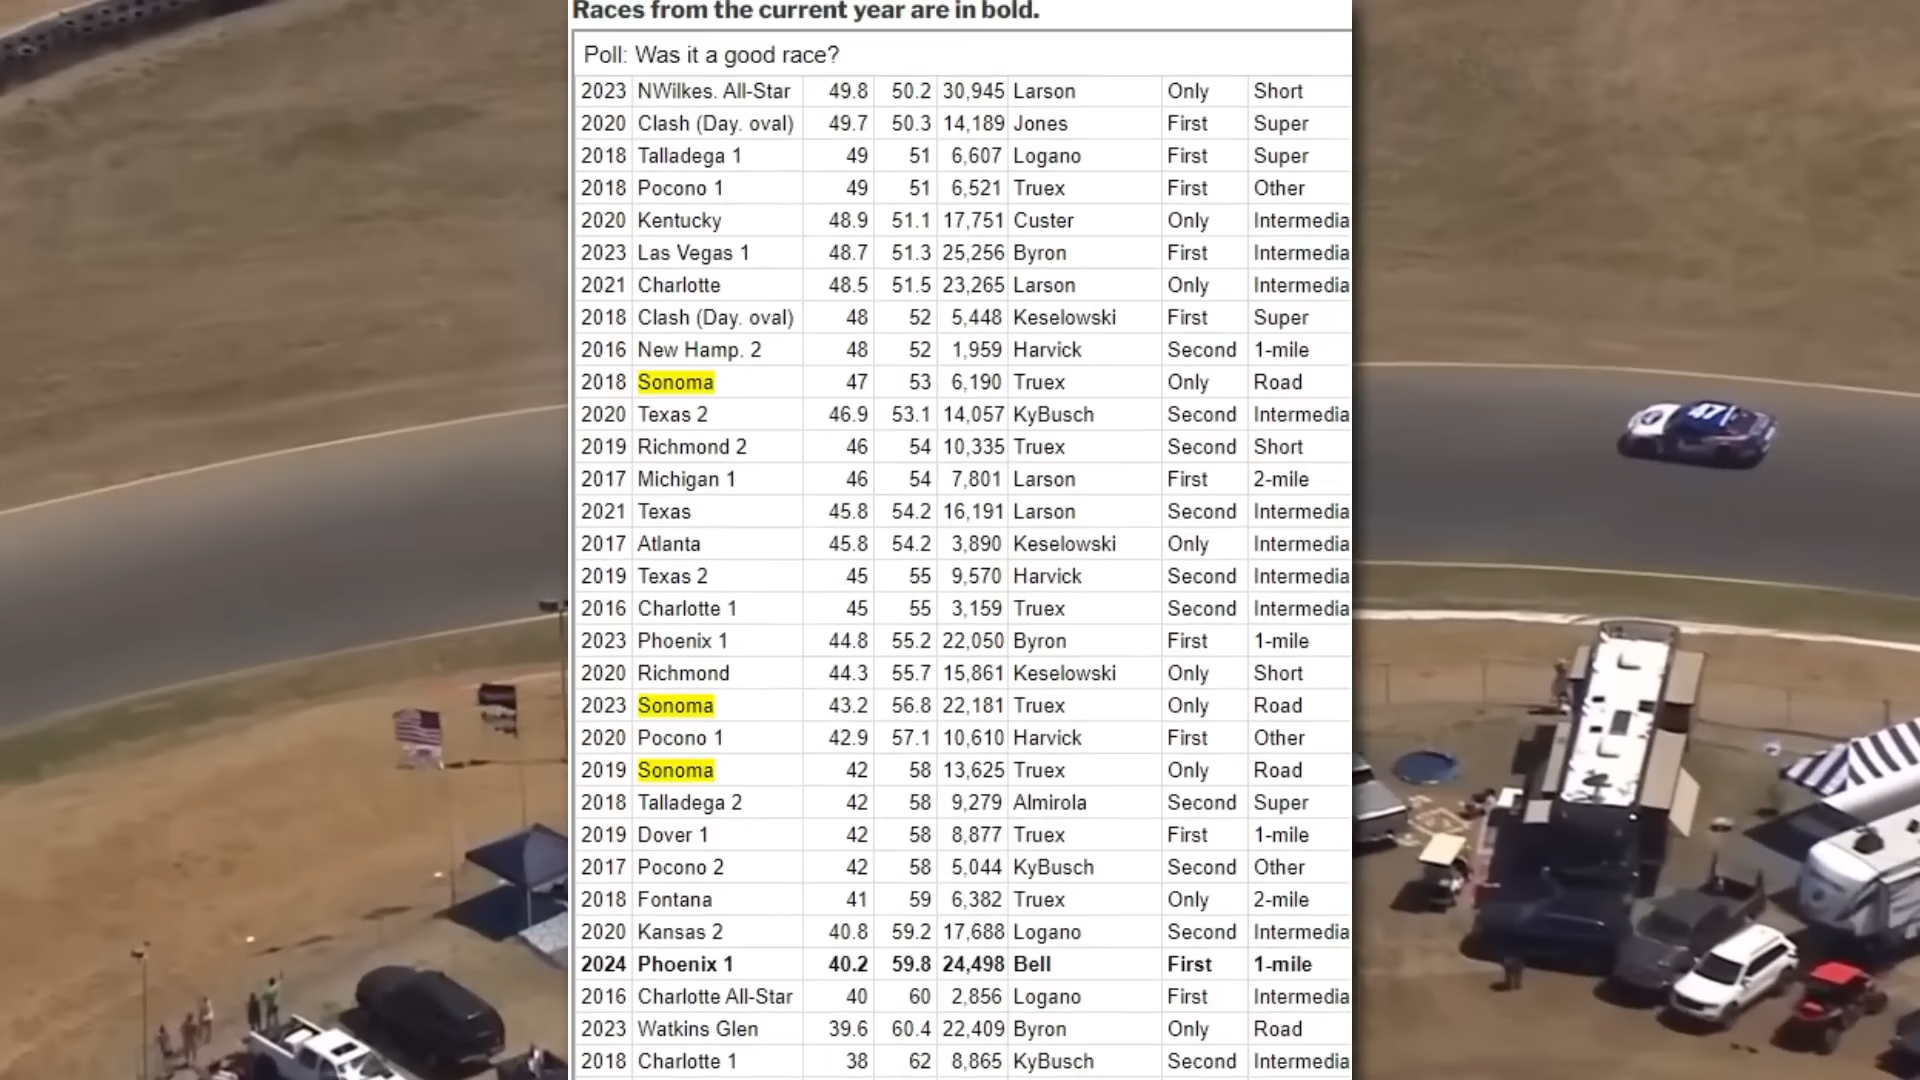 Races from the current year are in bold.
Poll: Was it a good race?
2023 NWilkes. All-Star 49.8 50.2 30,945 Larson Only Short
2020 Clash (Day. oval) 49.7 50.3 14,189 Jones First Super
2018 Talladega 1 49 51 6,607 Logano First Super
2018 Pocono 1 49 51 6,521 Truex First Other
2020 Kentucky 48.9 51.1 17,751 Custer Only Intermedia
2023 Las Vegas 1 48.7 51.3 25,256 Byron First Intermedia
2021 Charlotte 48.5 51.5 23,265 Larson Only Intermedia
2018 Clash (Day. oval) 48 52 5,448 Keselowski First Super
2016 New Hamp. 2 48 52 1,959 Harvick Second 1-mile
2018 Sonoma 47 53 6,190 Truex Only Road
2020 Texas 2 46.9 53.1 14,057 KyBusch Second Intermedia
2019 Richmond 2 46 54 10,335 Truex Second Short
2017 Michigan 1 46 54 7,801 Larson First 2-mile
2021 Texas 45.8 54.2 16,191 Larson Second Intermedia
2017 Atlanta 45.8 54.2 3,890 Keselowski Only Intermedia
2019 Texas 2 45 55 9,570 Harvick Second Intermedia
2016 Charlotte 1 45 55 3,159 Truex Second Intermedia
2023 Phoenix 1 44.8 55.2 22,050 Byron First 1-mile
2020 Richmond 44.3 55.7 15,861 Keselowski Only Short
2023 Sonoma 43.2 56.8 22,181 Truex Only Road
2020 Pocono 1 42.9 57.1 10,610 Harvick First Other
2019 Sonoma 42 58 13,625 Truex Only Road
2018 Talladega 2 42 58 9,279 Almirola Second Super
2019 Dover 1 42 58 8,877 Truex First 1-mile
2017 Pocono 2 42 58 5,044 KyBusch Second Other
2018 Fontana 41 59 6,382 Truex Only 2-mile
2020 Kansas 2 40.8 59.2 17,688 Logano Second Intermedia
2024 Phoenix 1 40.2 59.8 24,498 Bell First 1-mile
2016 Charlotte All-Star 40 60 2,856 Logano First Intermedia
2023 Watkins Glen 39.6 60.4 22,409 Byron Only Road
2018 Charlotte 1 38 62 8,865 KyBusch Second Intermedia
47